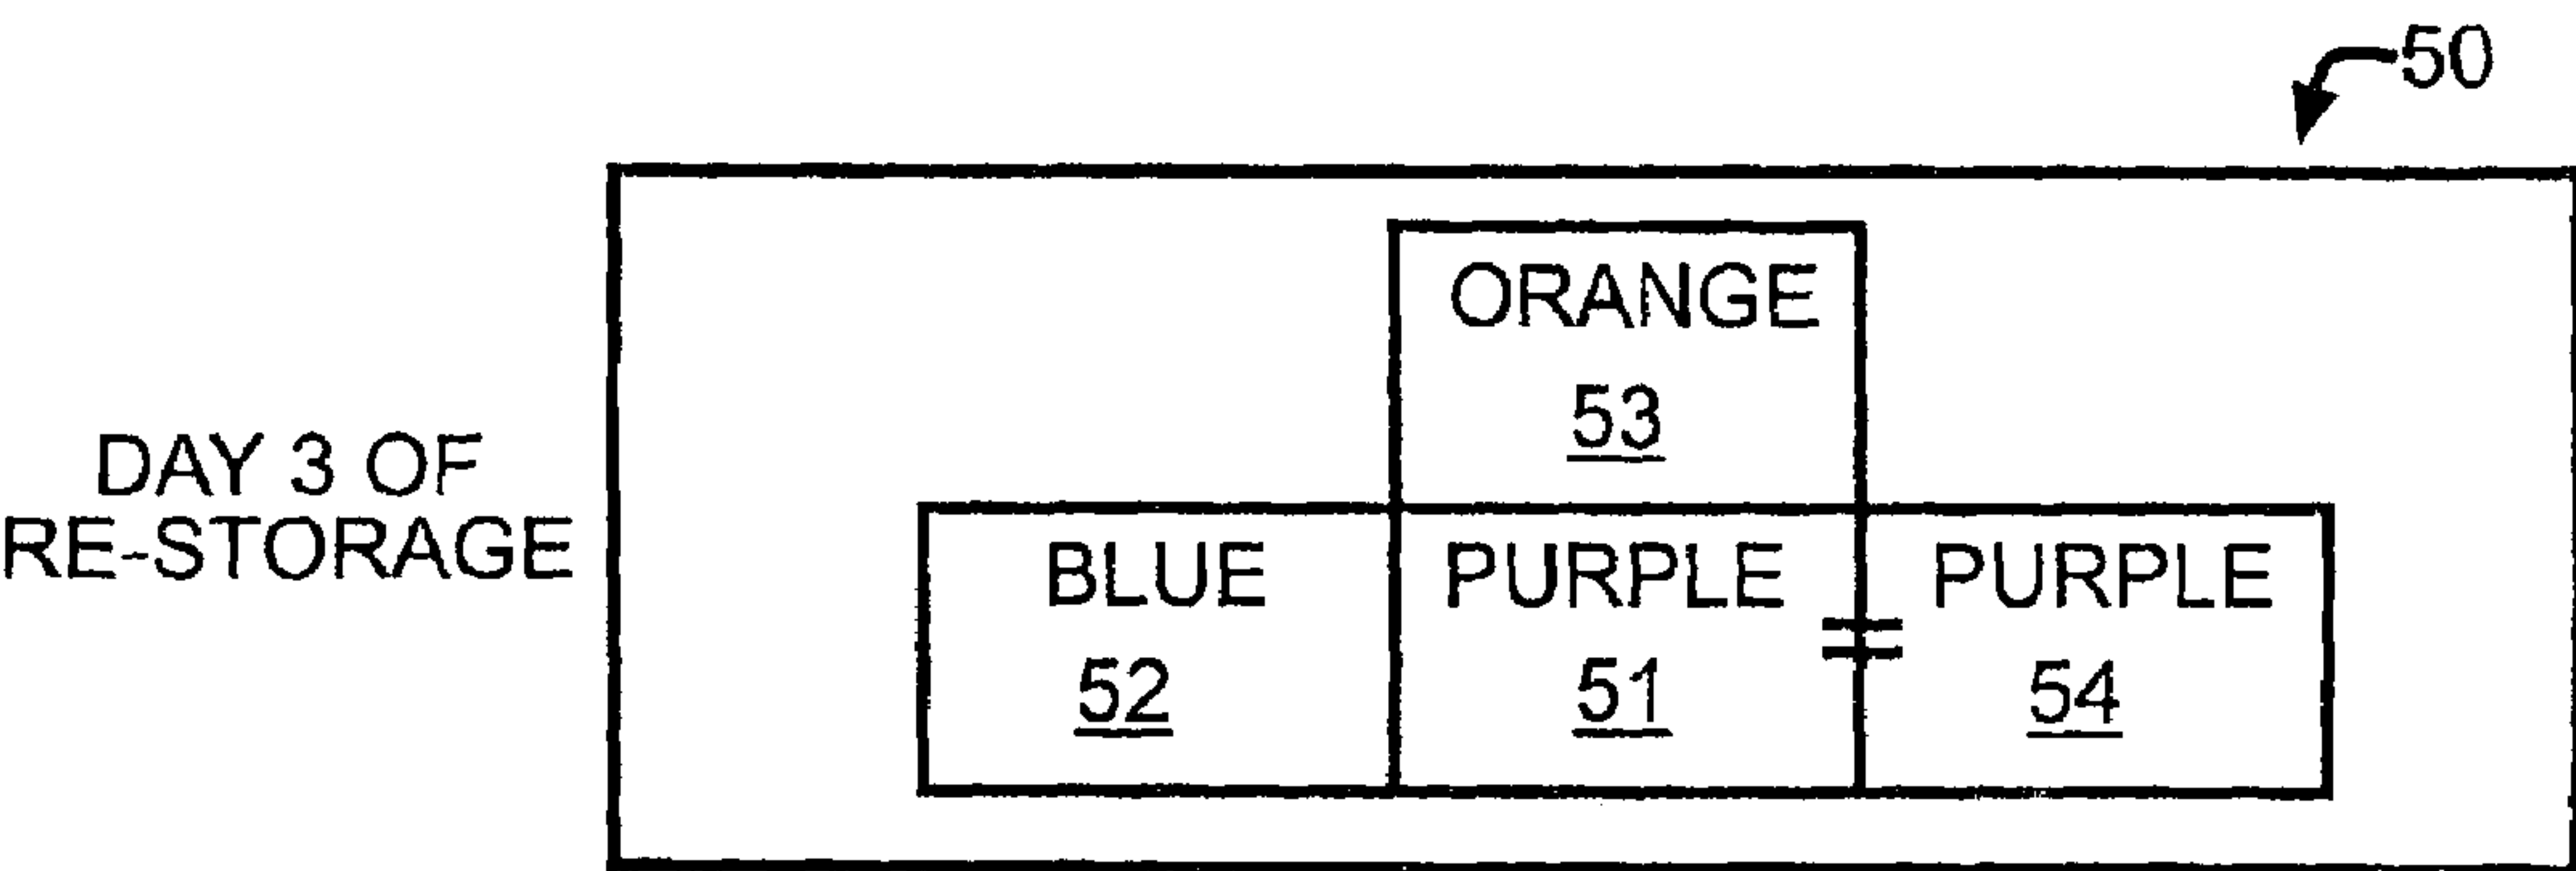 50
ORANGE
53
DAY 3 OF
RE-STORAGE
BLUE PURPLE PURPLE
52 51 54